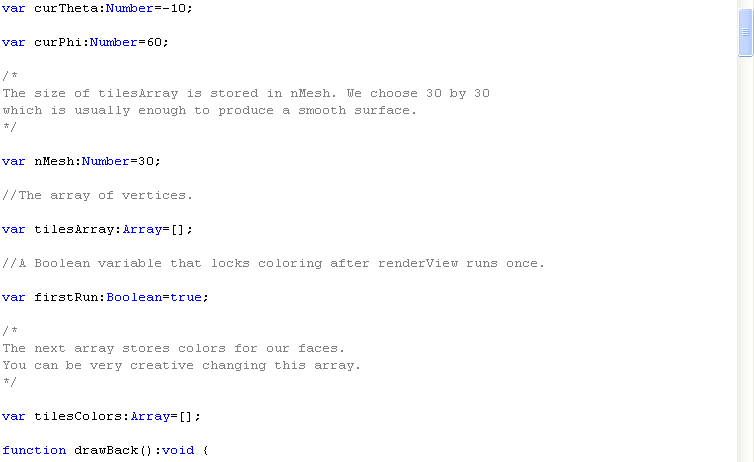 var curTheta:Number=-10;
var curPhi:Number=60;
/*
The size of tilesArray is stored in nMesh. We choose 30 by 30
which is usually enough to produce a smooth surface.
*/
var nMesh:Number=30;
//The array of vertices.
var tilesArray:Array=[];
//A Boolean variable that locks coloring after renderView runs once.
var firstRun:Boolean=true;
/*
The next array stores colors for our faces.
You can be very creative changing this array.
*/
var tilesColors:Array=[];
function drawBack():void {